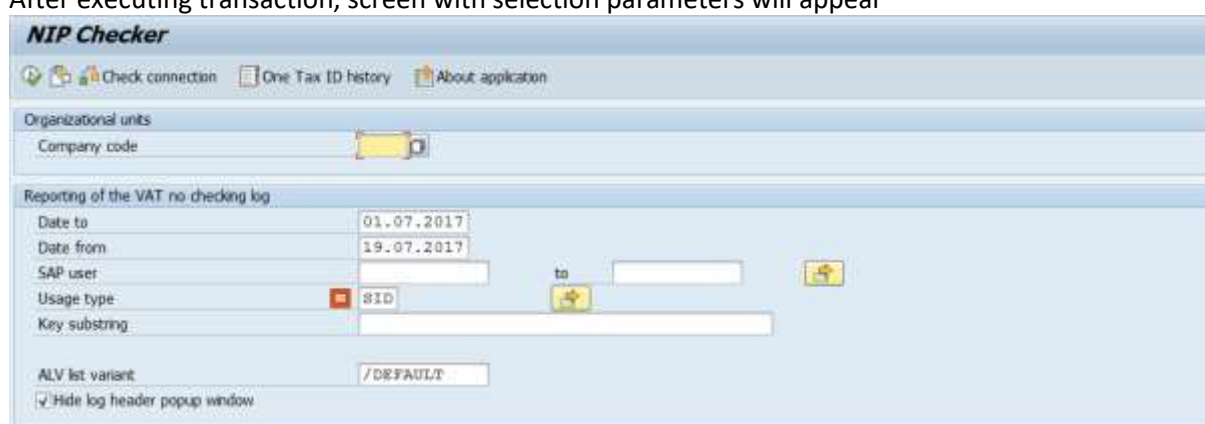 After executing transaction, screen with selection parameters will appear
NIP Checker
Check connection One Tax ID history About application
Organizational units
Company code
Reporting of the VAT no checking log
Date to 01.07.2017
Date from 19.07.2017
SAP user to
Usage type SID
Key substring
ALV list variant /DEFAULT
Hide log header popup window